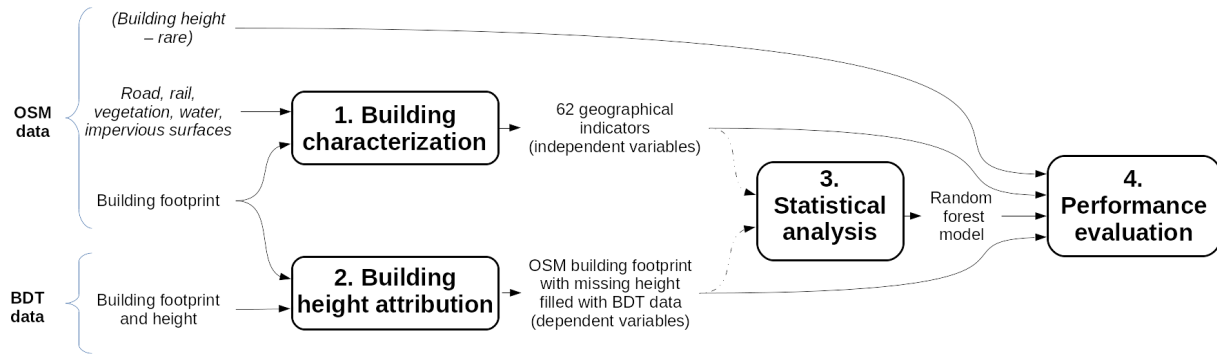 (Building height
– rare)
OSM
data
Road, rail,
vegetation, water,
impervious surfaces
Building footprint
BDT
data
Building footprint
and height
1. Building
characterization
2. Building
height attribution
62 geographical
indicators
(independent variables)
OSM building footprint
with missing height
filled with BDT data
(dependent variables)
3.
Statistical
analysis
Random
forest
model
4.
Performance
evaluation